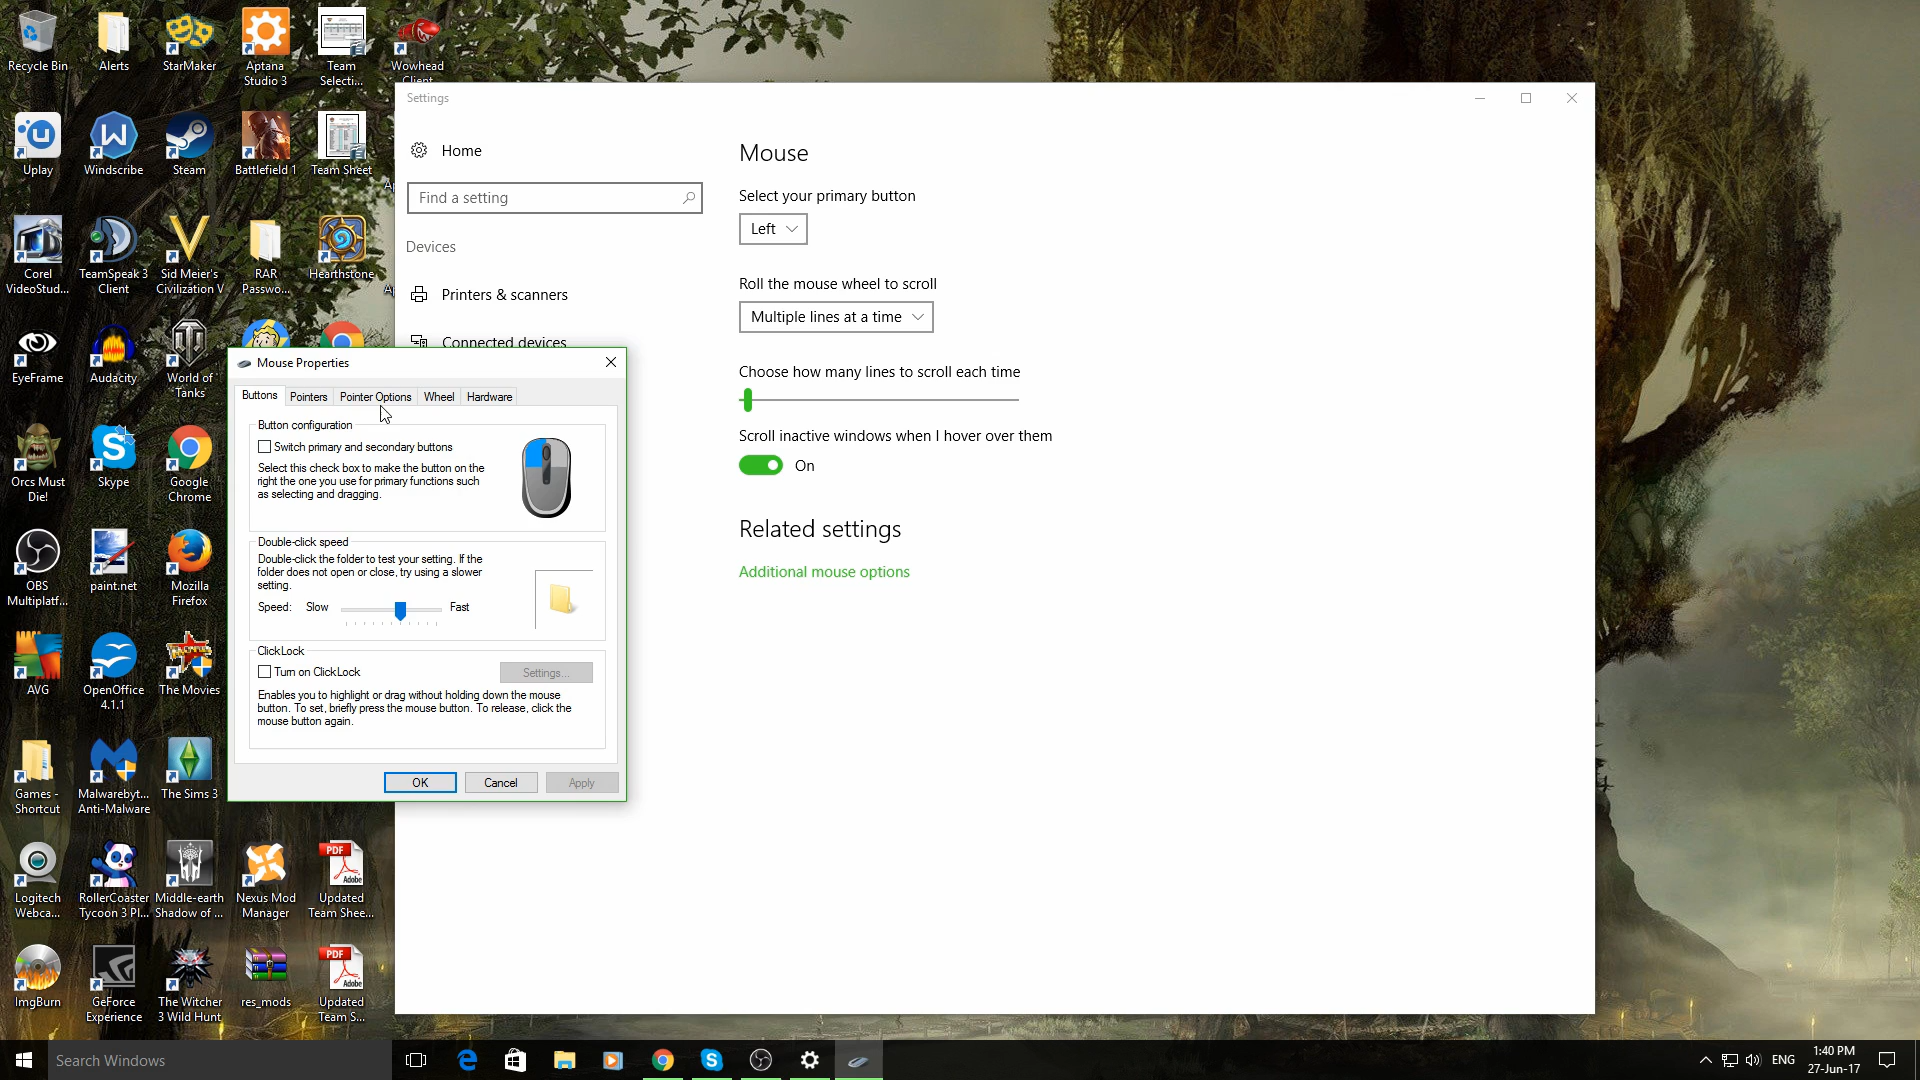 Recycle Bin
Alerts
StarMaker
Aptana
Studio 3
Team
Selecti...
Wowhead
Client
Uplay
Windscribe
Steam
Battlefield 1
Team Sheet
Corel
VideoStud...
TeamSpeak 3
Client
Sid Meier's
Civilization V
RAR
Passwo...
Hearthstone
EyeFrame
Audacity
World of
Tanks
Orcs Must
Die!
Skype
Google
Chrome
OBS
Multiplatf...
paint.net
Mozilla
Firefox
AVG
OpenOffice
4.1.1
The Movies
Games -
Shortcut
Malwarebyt...
Anti-Malware
The Sims 3
Logitech
Webca...
RollerCoaster
Tycoon 3 Pl...
Middle-earth
Shadow of ...
Nexus Mod
Manager
PDF
Adobe
Updated
Team Shee...
ImgBurn
GeForce
Experience
The Witcher
3 Wild Hunt
res_mods
PDF
Adobe
Updated
Team S...
Settings
Home
Find a setting
Devices
Printers & scanners
Connected devices
Mouse
Select your primary button
Left
Roll the mouse wheel to scroll
Multiple lines at a time
Choose how many lines to scroll each time
Scroll inactive windows when I hover over them
On
Related settings
Additional mouse options
Mouse Properties
Buttons Pointers Pointer Options Wheel Hardware
Button configuration
Switch primary and secondary buttons
Select this check box to make the button on the
right the one you use for primary functions such
as selecting and dragging.
Double-click speed
Double-click the folder to test your setting. If the
folder does not open or close, try using a slower
setting.
Speed: Slow Fast
ClickLock
Turn on ClickLock
Settings...
Enables you to highlight or drag without holding down the mouse
button. To set, briefly press the mouse button. To release, click the
mouse button again.
OK Cancel Apply
Search Windows
ENG
1:40 PM
27-Jun-17